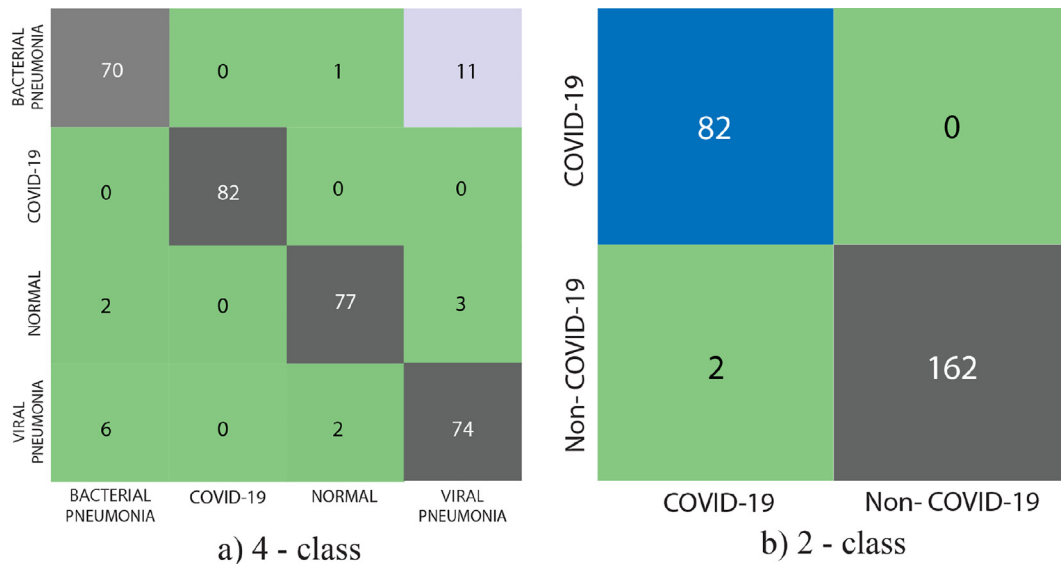 BACTERIAL
PNEUMONIA
70 0 1 11
COVID-19
0 82 0 0
NORMAL
2 0 77 3
VIRAL
PNEUMONIA
6 0 2 74
BACTERIAL
PNEUMONIA
COVID-19
NORMAL
VIRAL
PNEUMONIA
a) 4 - class
COVID-19
82 0
Non- COVID-19
2 162
COVID-19 Non- COVID-19
b) 2 - class